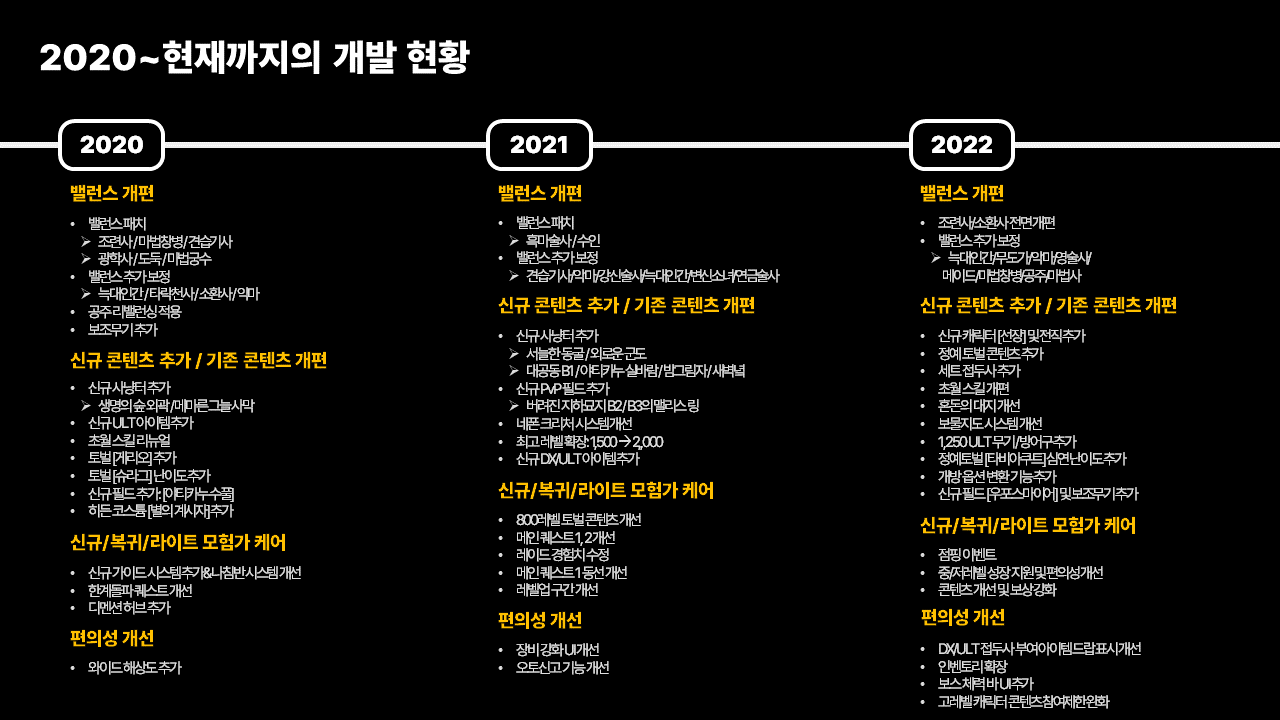 2020~현재까지의 개발 현황
2020
밸런스 개편
• 밸런스 패치
➢ 조련사 / 마법창병 / 견습기사
➢ 광학사 / 도둑 / 마법궁수
• 밸런스 추가 보정
➢ 늑대인간 / 타락천사 / 소환사 / 악마
• 공주 리밸런싱 적용
• 보조무기 추가
신규 콘텐츠 추가 / 기존 콘텐츠 개편
• 신규 사냥터 추가
➢ 생명의 숲 외곽 / 메마른 그늘 사막
• 신규 ULT 아이템 추가
• 초월 스킬 리뉴얼
• 토벌 [게리오] 추가
• 토벌 [슈라그] 난이도 추가
• 신규 필드 추가: [아티카누 수풀]
• 히든 코스튬 [별의 계시자] 추가
신규/복귀/라이트 모험가 케어
• 신규 가이드 시스템 추가&나침반 시스템 개선
• 한계돌파 퀘스트 개선
• 디멘션 허브 추가
편의성 개선
• 와이드 해상도 추가
2021
밸런스 개편
• 밸런스 패치
➢ 흑마술사 / 수인
• 밸런스 추가 보정
➢ 견습기사/악마/강신술사/늑대인간/변신소녀/연금술사
신규 콘텐츠 추가 / 기존 콘텐츠 개편
• 신규 사냥터 추가
➢ 서늘한 동굴 / 외로운 군도
➢ 대공동 B1 / 아티카누 실바람 / 밤그림자 / 새벽녘
• 신규 PvP 필드 추가
➢ 버려진 지하묘지 B2 / B3의 맬리스 링
• 네폰 크리처 시스템 개선
• 최고 레벨 확장: 1,500 → 2,000
• 신규 DX/ULT 아이템 추가
신규/복귀/라이트 모험가 케어
• 800레벨 토벌 콘텐츠 개선
• 메인 퀘스트 1, 2 개선
• 레이드 경험치 수정
• 메인 퀘스트 1 동선 개선
• 레벨업 구간 개선
편의성 개선
• 장비 강화 UI 개선
• 오토신고 기능 개선
2022
밸런스 개편
• 조련사/소환사 전면 개편
• 밸런스 추가 보정
➢ 늑대인간/무도가/악마/영술사/
메이드/마법창병/공주/마법사
신규 콘텐츠 추가 / 기존 콘텐츠 개편
• 신규 캐릭터 [선장] 및 전직 추가
• 정예 토벌 콘텐츠 추가
• 세트 접두사 추가
• 초월 스킬 개편
• 혼돈의 대지 개선
• 보물지도 시스템 개선
• 1,250 ULT 무기/방어구 추가
• 정예토벌 [타비아쿠트] 심연 난이도 추가
• 개방 옵션 변환 기능 추가
• 신규 필드 [우포스마이어] 및 보조무기 추가
신규/복귀/라이트 모험가 케어
• 점핑 이벤트
• 중/저레벨 성장 지원 및 편의성 개선
• 콘텐츠 개선 및 보상 강화
편의성 개선
• DX/ULT 접두사 부여 아이템 드랍 표시 개선
• 인벤토리 확장
• 보스 체력 바 UI 추가
• 고레벨 캐릭터 콘텐츠 참여제한 완화